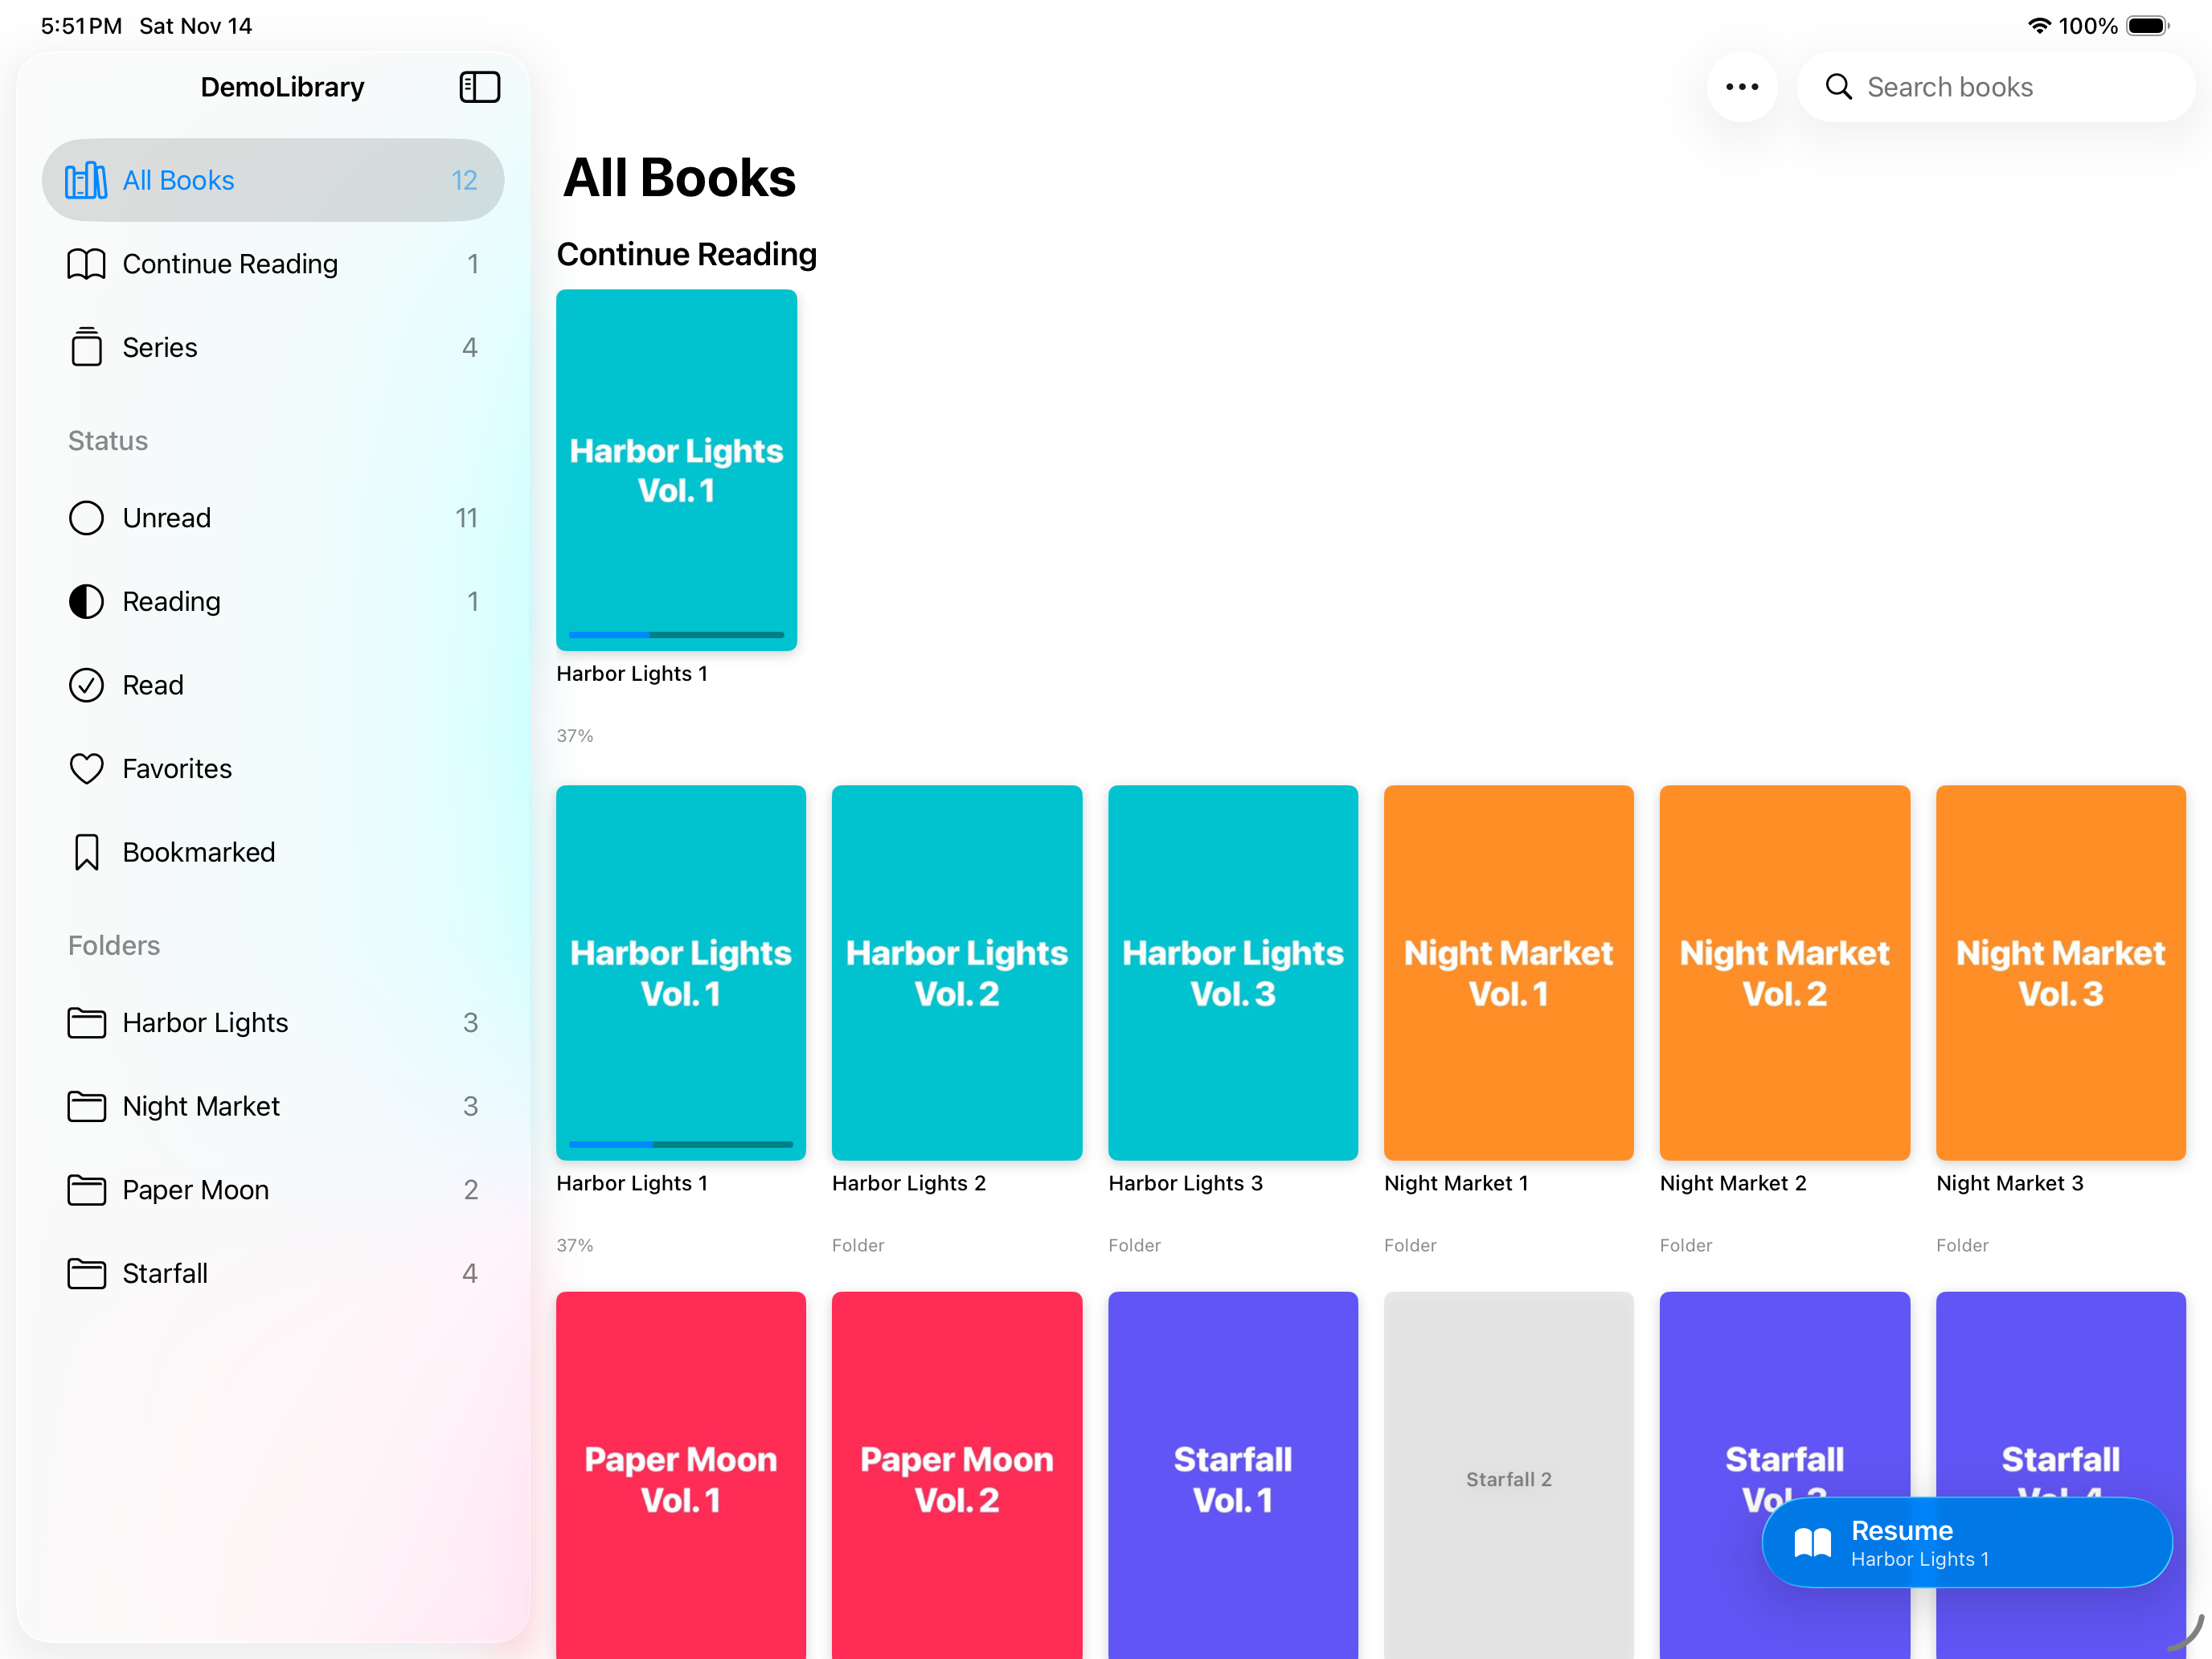 5:51 PM Sat Nov 14
100%
DemoLibrary
All Books 12
Continue Reading 1
Series 4
Status
Unread 11
Reading 1
Read
Favorites
Bookmarked
Folders
Harbor Lights 3
Night Market 3
Paper Moon 2
Starfall 4
Search books
All Books
Continue Reading
Harbor Lights
Vol. 1
Harbor Lights 1
37%
Harbor Lights
Vol. 1
Harbor Lights 1
37%
Harbor Lights
Vol. 2
Harbor Lights 2
Folder
Harbor Lights
Vol. 3
Harbor Lights 3
Folder
Night Market
Vol. 1
Night Market 1
Folder
Night Market
Vol. 2
Night Market 2
Folder
Night Market
Vol. 3
Night Market 3
Folder
Paper Moon
Vol. 1
Paper Moon
Vol. 2
Starfall
Vol. 1
Starfall 2
Starfall
Vol. 3
Starfall
Vol. 4
Resume
Harbor Lights 1